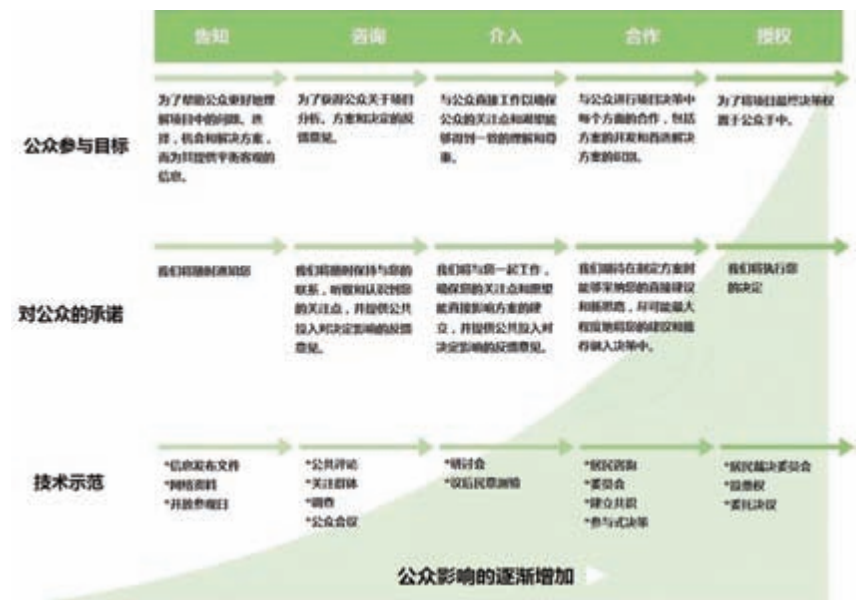 告知 咨询 介入 合作 授权
公众参与目标
为了帮助公众更好地理
解项目中的问题、选
择，机会和解决方案，
而为其提供平衡客观的
信息。
为了获得公众关于项目
分析、方案和决定的反
馈意见。
与公众直接工作以确保
公众的关注点和渴望能
够得到一致的理解和尊
重。
与公众进行项目决策中
每个方面的合作，包括
方案的开发和首选解决
方案的识别。
为了将项目最终决策权
置于公众手中。
对公众的承诺
我们将随时通知您
我们将随时保持与您的
联系，听取和认识到您
的关注点，并提供公共
投入对决定影响的反馈
意见。
我们将与您一起工作，
确保您的关注点和愿望
能直接影响方案的建
立，并提供公共投入对
决定影响的反馈意见。
我们期待在制定方案时
能够采纳您的直接建议
和新思路，尽可能最大
程度地将您的建议和推
荐融入决策中。
我们将执行您
的决定
技术示范
*信息发布文件
*网络资料
*开放参观日
*公共评论
*关注群体
*调查
*公众会议
*研讨会
*议后民意测验
*居民咨询
*委员会
*建立共识
*参与式决策
*居民裁决委员会
*投票权
*委托决议
公众影响的逐渐增加